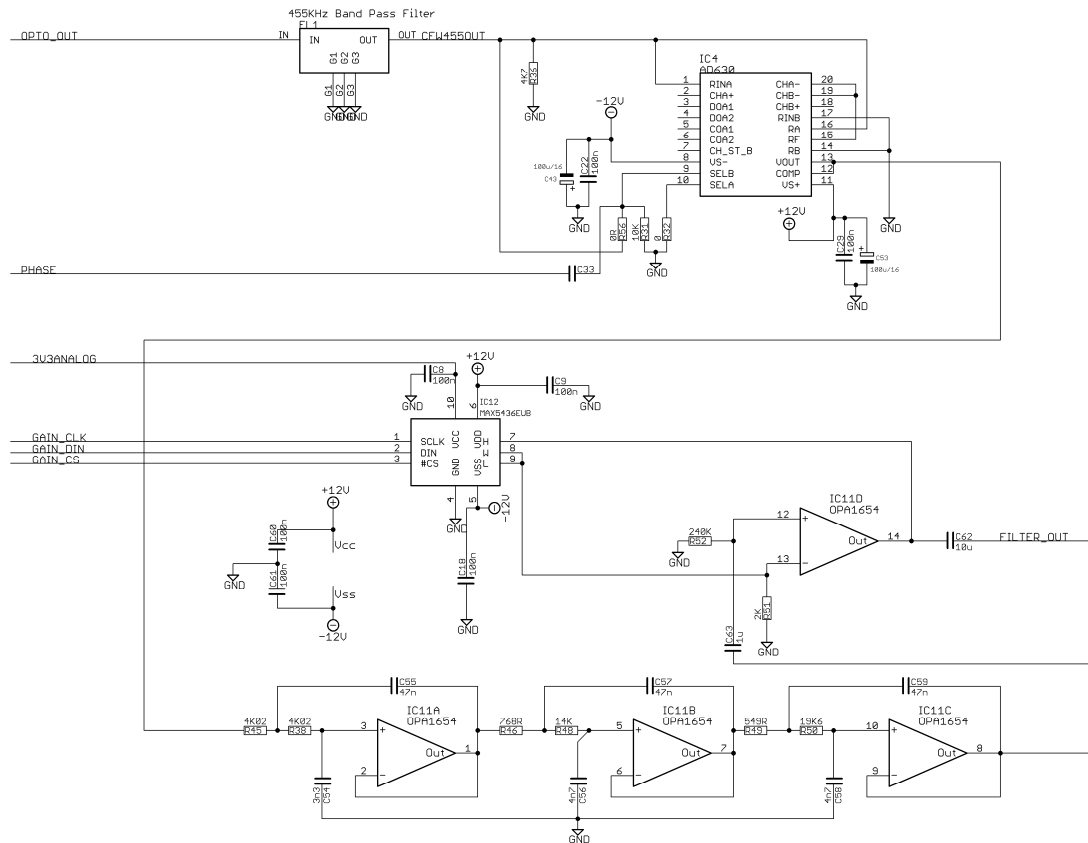 455KHz Band Pass Filter
FL1
OPTO_OUT
IN
IN
OUT
OUT
CFW455OUT
G1
G2
G3
G1
G2
G3
GND
GND
GND
4K7
R36
GND
-12V
100u/16
C43
+
C22
100n
GND
IC4
AD630
1
RINA
CHA-
20
2
CHA+
CHB-
19
3
DOA1
CHB+
18
4
DOA2
RINB
17
5
COA1
RA
16
6
COA2
RF
15
7
CH_ST_B
RB
14
8
VS-
VOUT
13
9
SELB
COMP
12
10
SELA
VS+
11
0R
R56
10K
R31
0
R32
GND
GND
+12V
C29
100n
+
C53
100u/16
GND
PHASE
C33
3V3ANALOG
C8
100n
GND
+12V
C9
100n
GND
10
6
IC12
MAX5436EUB
GAIN_CLK
1
SCLK
VCC
VDD
H
7
GAIN_DIN
2
DIN
W
8
GAIN_CS
3
#CS
GND
VSS
L
9
4
5
GND
-12V
C18
100n
GND
+12V
C60
100n
Vcc
GND
C61
100n
Vss
-12V
240K
R52
GND
IC11D
OPA1654
12
+
13
-
Out
14
C62
10u
FILTER_OUT
2K
R51
GND
C63
1u
C55
47n
4K02
R45
4K02
R38
IC11A
OPA1654
3
+
2
-
Out
1
3n3
C54
C57
47n
768R
R46
14K
R48
IC11B
OPA1654
5
+
6
-
Out
7
4n7
C56
C59
47n
549R
R49
19K6
R50
IC11C
OPA1654
10
+
9
-
Out
8
4n7
C58
GND